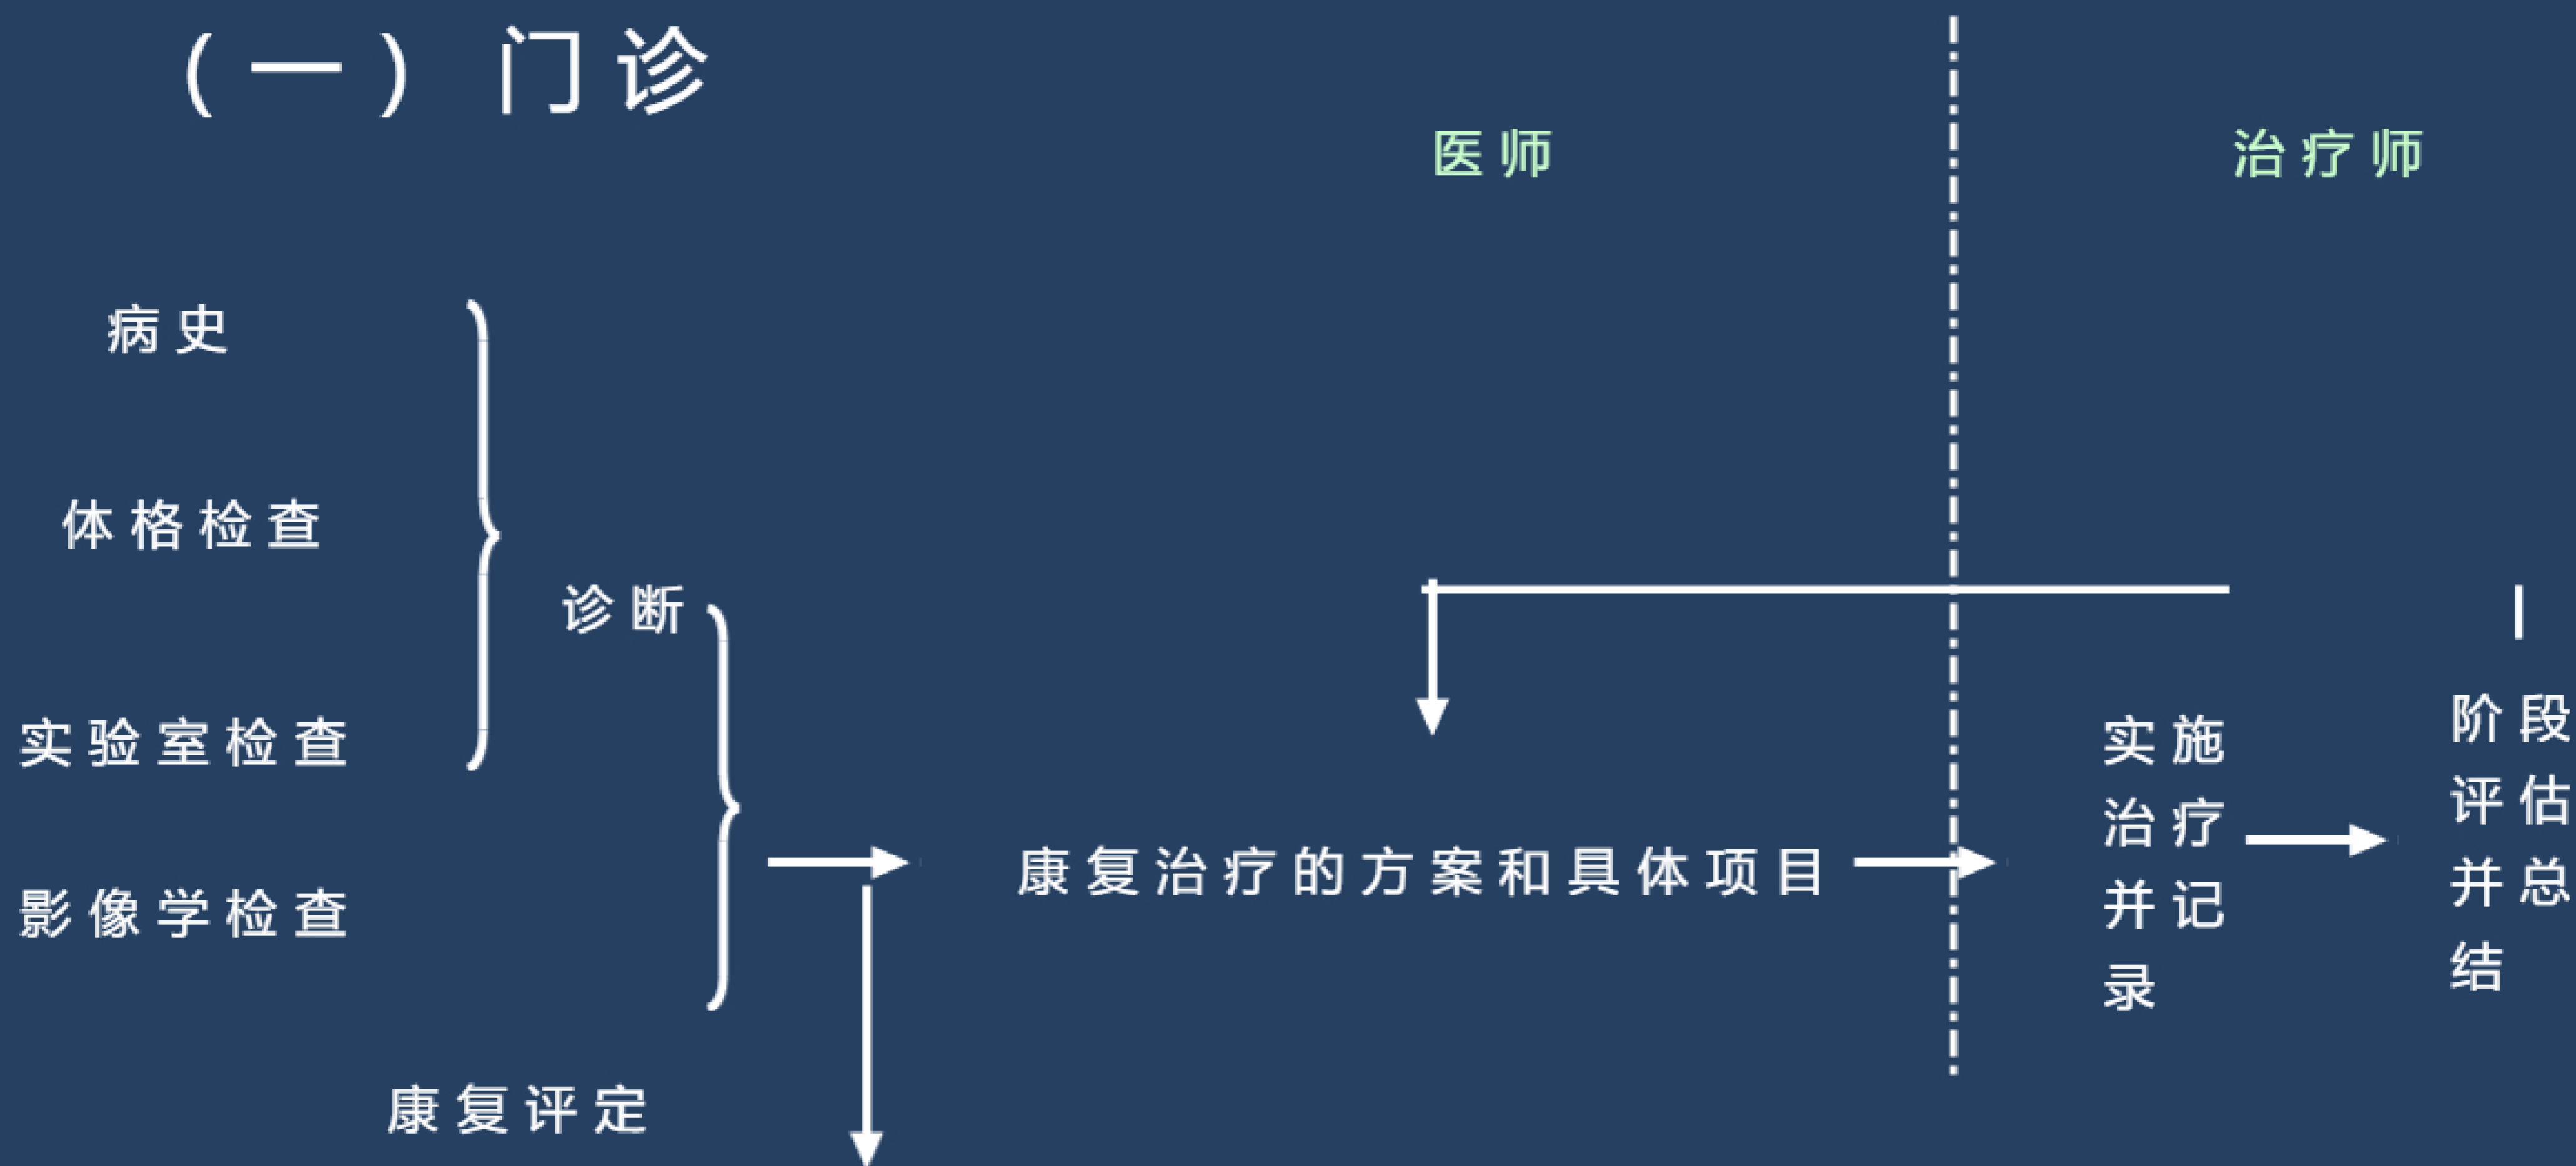 (一)门诊
医师
治疗师
病史
体格检查
诊断
实验室检查
影像学检查
康复评定
康复治疗的方案和具体项目
实施
治疗
并记
录
阶段
评估
并总
结